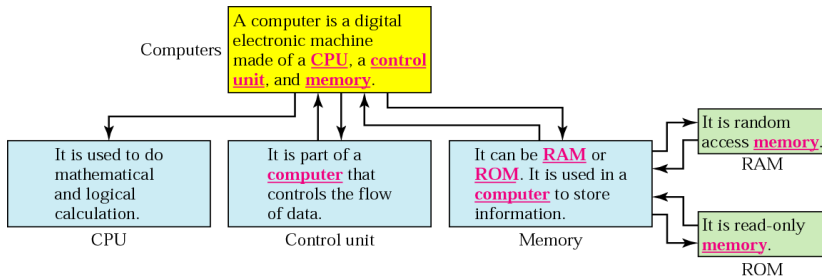 Computers
A computer is a digital
electronic machine
made of a CPU, a control
unit, and memory.
It is used to do
mathematical
and logical
calculation.
CPU
It is part of a
computer that
controls the flow
of data.
Control unit
It can be RAM or
ROM. It is used in a
computer to store
information.
Memory
It is random
access memory.
RAM
It is read-only
memory.
ROM